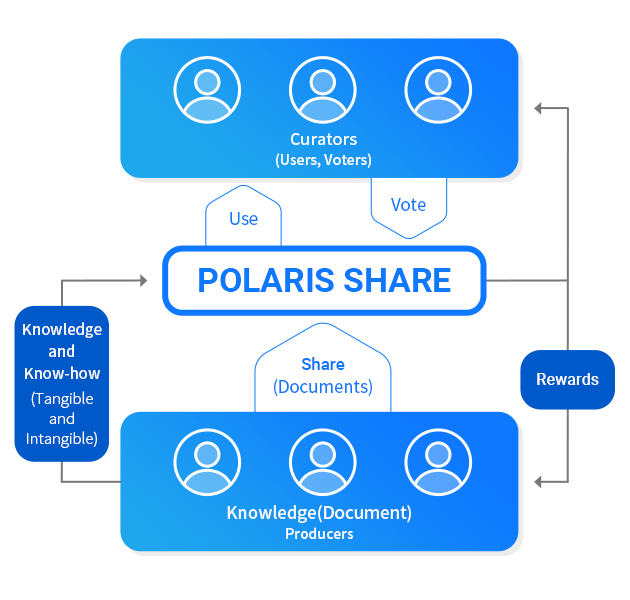 Curators
(Users, Voters)
Use
Vote
POLARIS SHARE
Knowledge
and
Know-how
(Tangible
and
Intangible)
Share
(Documents)
Rewards
Knowledge(Document)
Producers